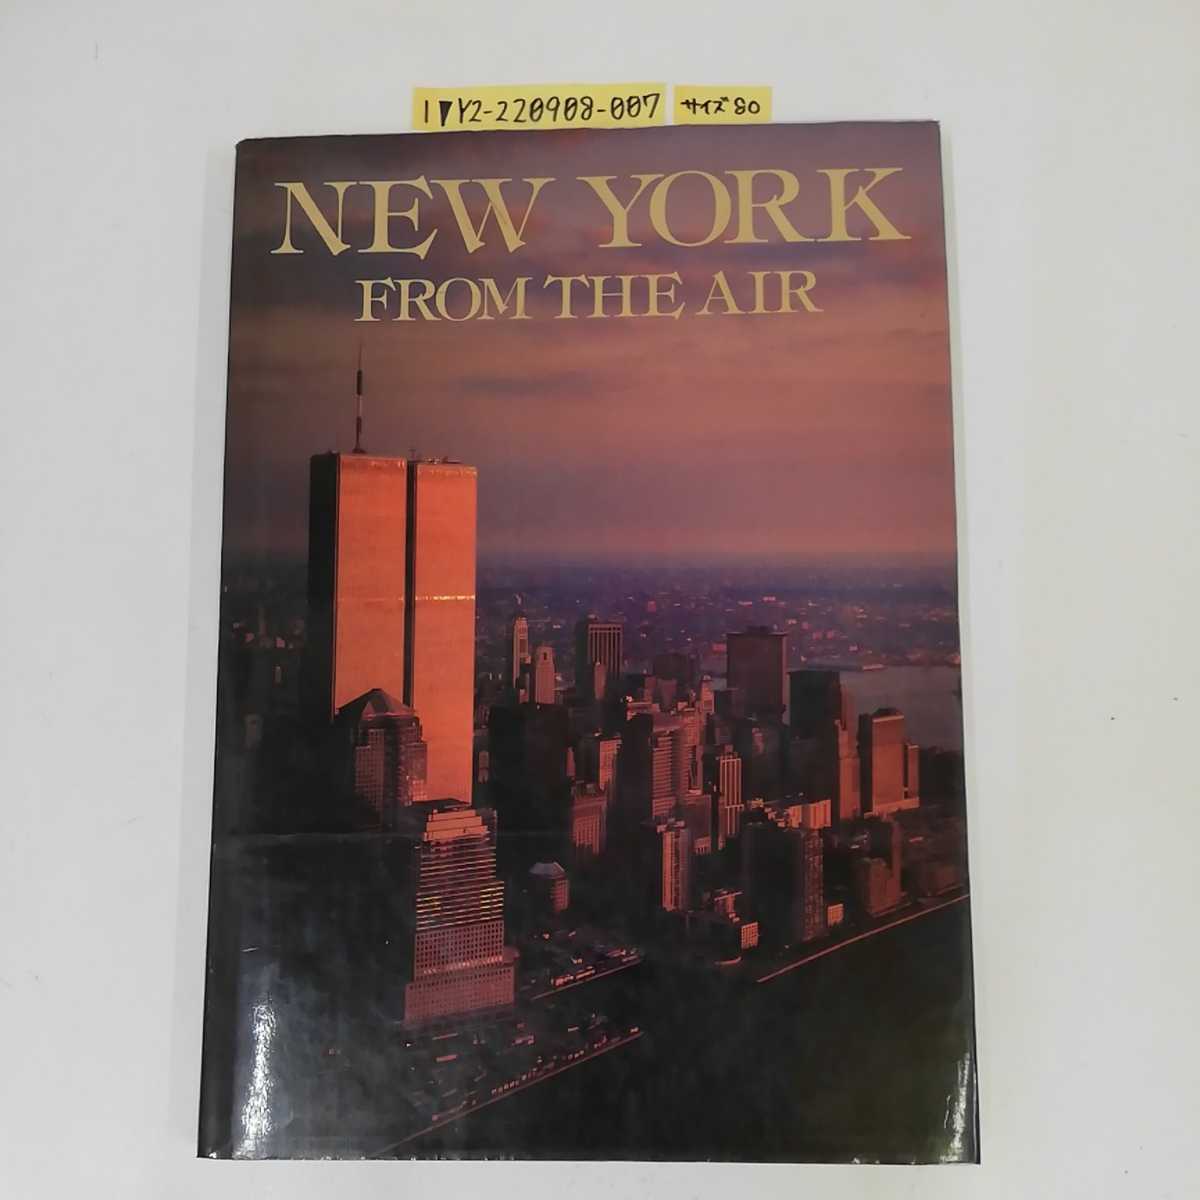 1▼Y2-220908-007 サイズ80
NEW YORK
FROM THE AIR